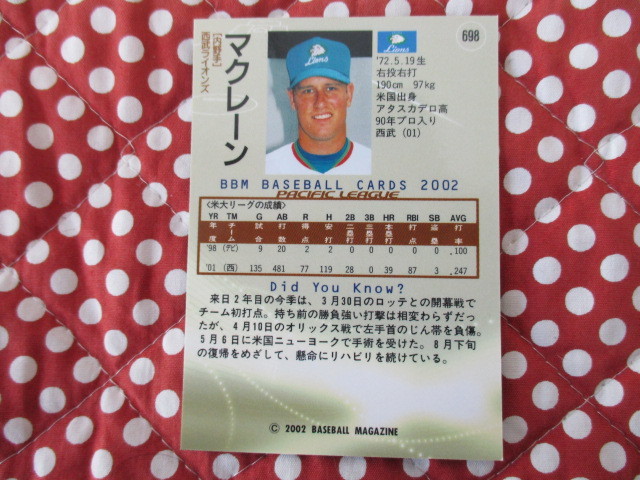 698
マクレーン
[内野手]
西武ライオンズ
Lions
Lions
'72.5.19生
右投右打
190cm 97kg
米国出身
アタスカデロ高
90年プロ入り
西武 (01)
BBM BASEBALL CARDS 2002
PACIFIC LEAGUE
〈米大リーグの成績〉
YR TM G AB R H 2B 3B HR RBI SB AVG
年度 チーム 試合 打数 得点 安打 二塁打 三塁打 本塁打 打点 盗塁 打率
'98 (デビ) 9 20 2 2 0 0 0 0 0 .100
'01 (西) 135 481 77 119 28 0 39 87 3 .247
Did You Know?
来日2年目の今季は、3月30日のロッテとの開幕戦で
チーム初打点。持ち前の勝負強い打撃は相変わらずだっ
たが、4月10日のオリックス戦で左手首のじん帯を負傷。
5月6日に米国ニューヨークで手術を受けた。8月下旬
の復帰をめざして、懸命にリハビリを続けている。
© 2002 BASEBALL MAGAZINE